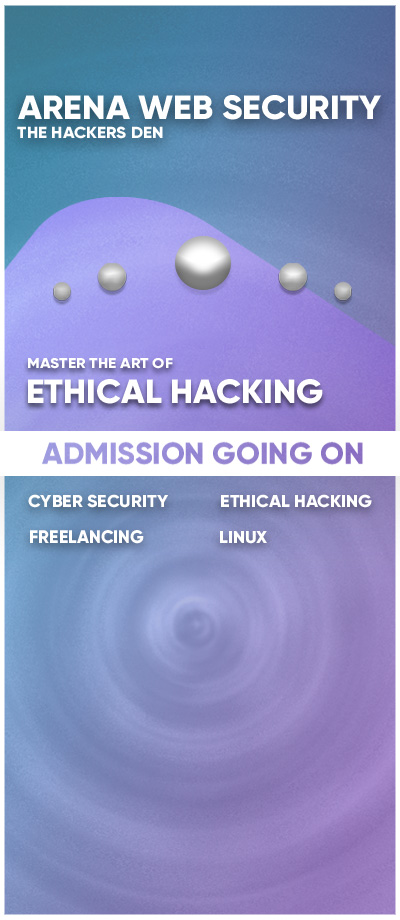 ARENA WEB SECURITY
THE HACKERS DEN
MASTER THE ART OF
ETHICAL HACKING
ADMISSION GOING ON
CYBER SECURITY
ETHICAL HACKING
FREELANCING
LINUX